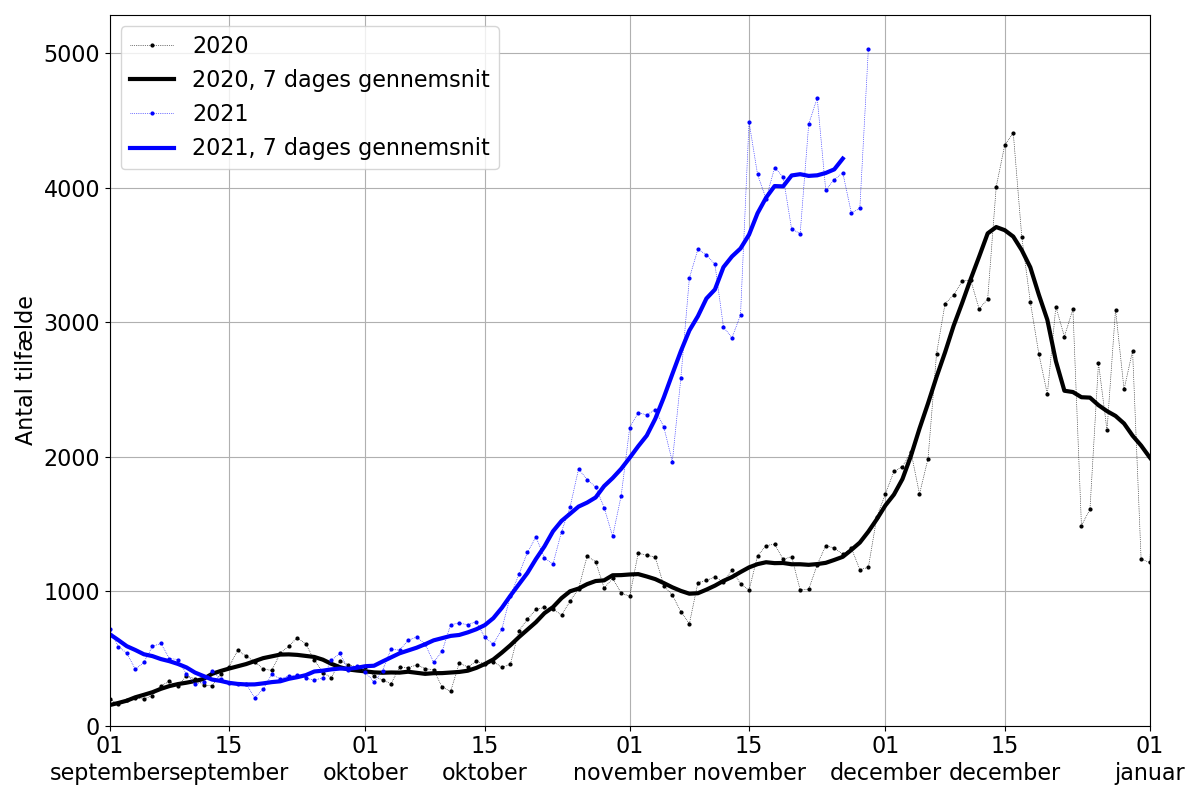 2020
2020, 7 dages gennemsnit
2021
2021, 7 dages gennemsnit
Antal tilfælde
5000
4000
3000
2000
1000
0
01 15 01 15 01 15 01 15 01
september september oktober oktober november november december december januar